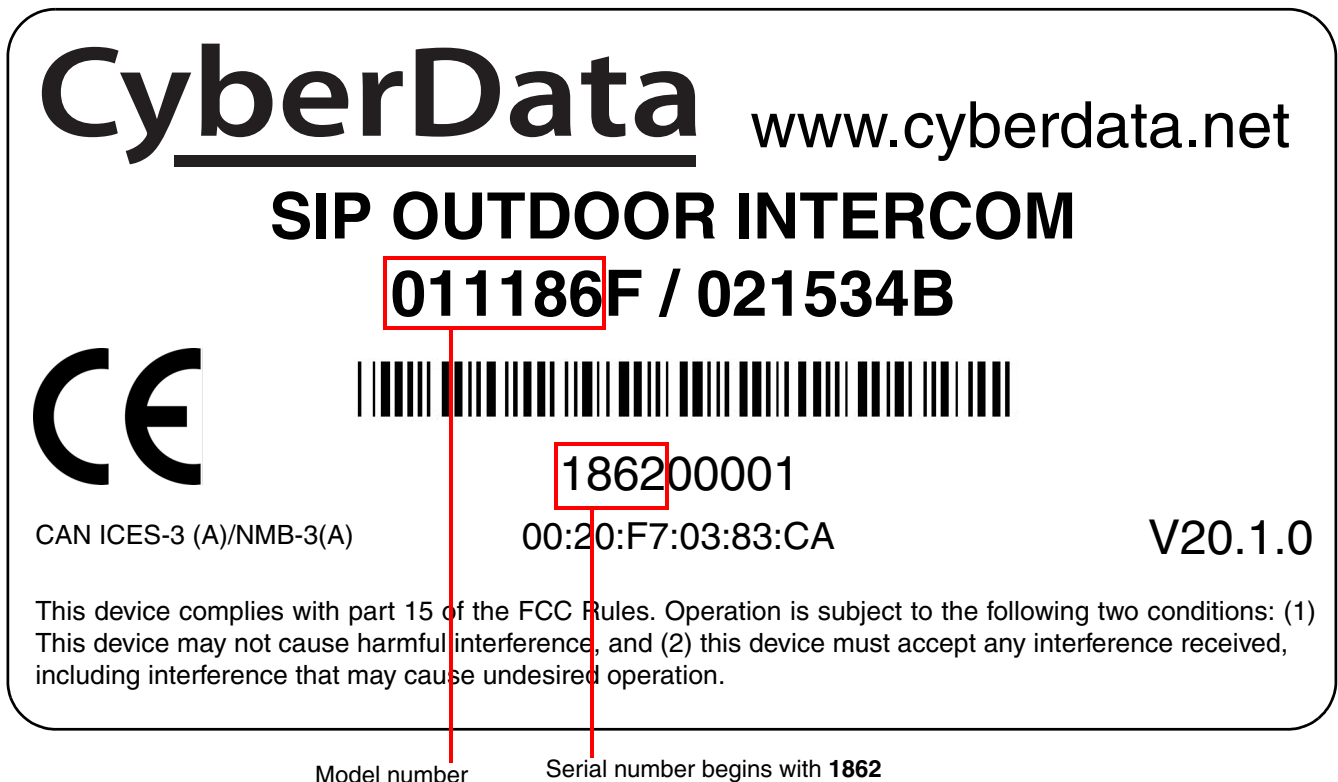 CyberData www.cyberdata.net
SIP OUTDOOR INTERCOM
011186F / 021534B
CE
186200001
CAN ICES-3 (A)/NMB-3(A) 00:20:F7:03:83:CA V20.1.0
This device complies with part 15 of the FCC Rules. Operation is subject to the following two conditions: (1)
This device may not cause harmful interference, and (2) this device must accept any interference received,
including interference that may cause undesired operation.
Model number Serial number begins with 1862